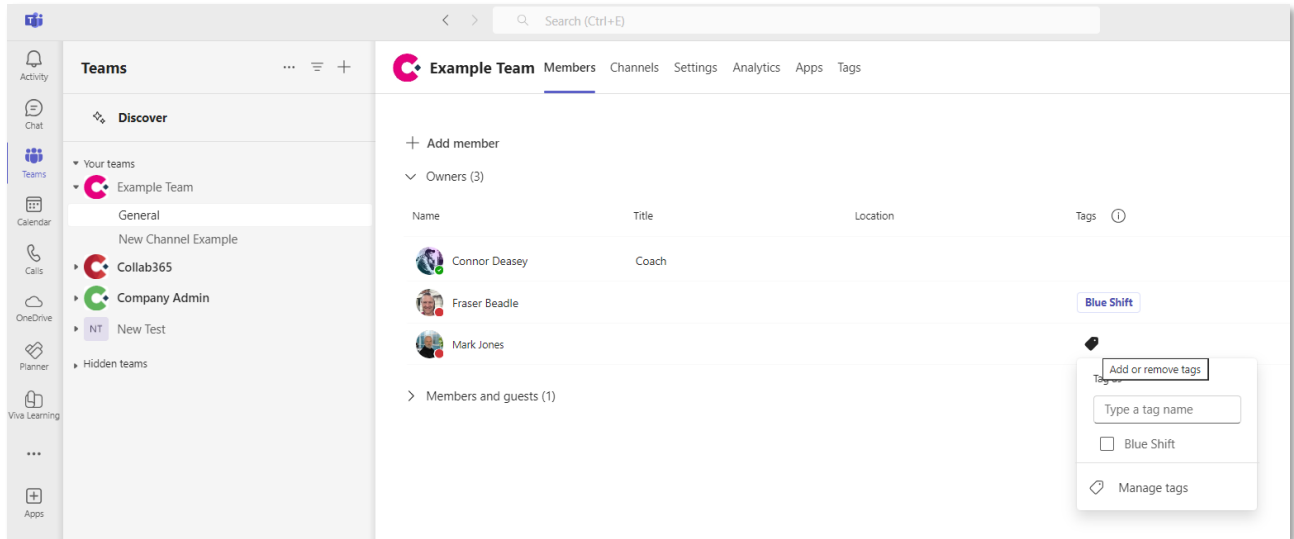 Search (Ctrl+E)
Activity
Chat
Teams
Calendar
Calls
OneDrive
Planner
Viva Learning
Apps
Teams
Discover
Your teams
Example Team
General
New Channel Example
Collab365
Company Admin
NT New Test
Hidden teams
Example Team Members Channels Settings Analytics Apps Tags
Add member
Owners (3)
Name Title Location Tags
Connor Deasey Coach
Fraser Beadle Blue Shift
Mark Jones
Members and guests (1)
Add or remove tags
Tag as
Type a tag name
Blue Shift
Manage tags